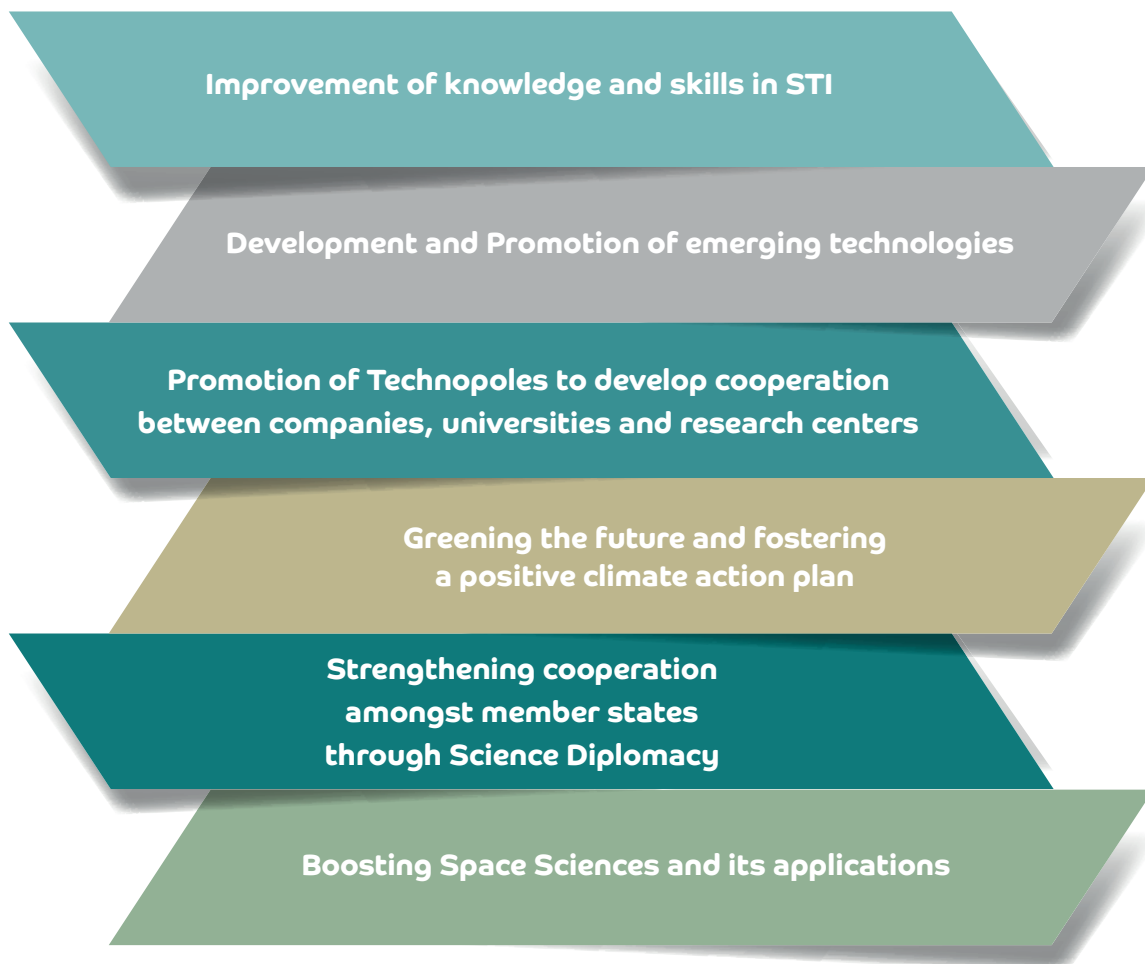 Improvement of knowledge and skills in STI
Development and Promotion of emerging technologies
Promotion of Technopoles to develop cooperation
between companies, universities and research centers
Greening the future and fostering
a positive climate action plan
Strengthening cooperation
amongst member states
through Science Diplomacy
Boosting Space Sciences and its applications